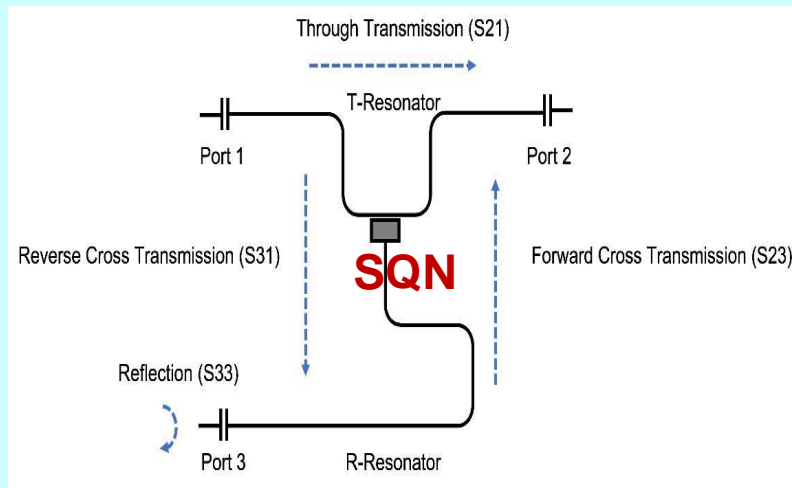 Through Transmission (S21)
T-Resonator
Port 1
Port 2
Reverse Cross Transmission (S31)
SQN
Forward Cross Transmission (S23)
Reflection (S33)
Port 3
R-Resonator